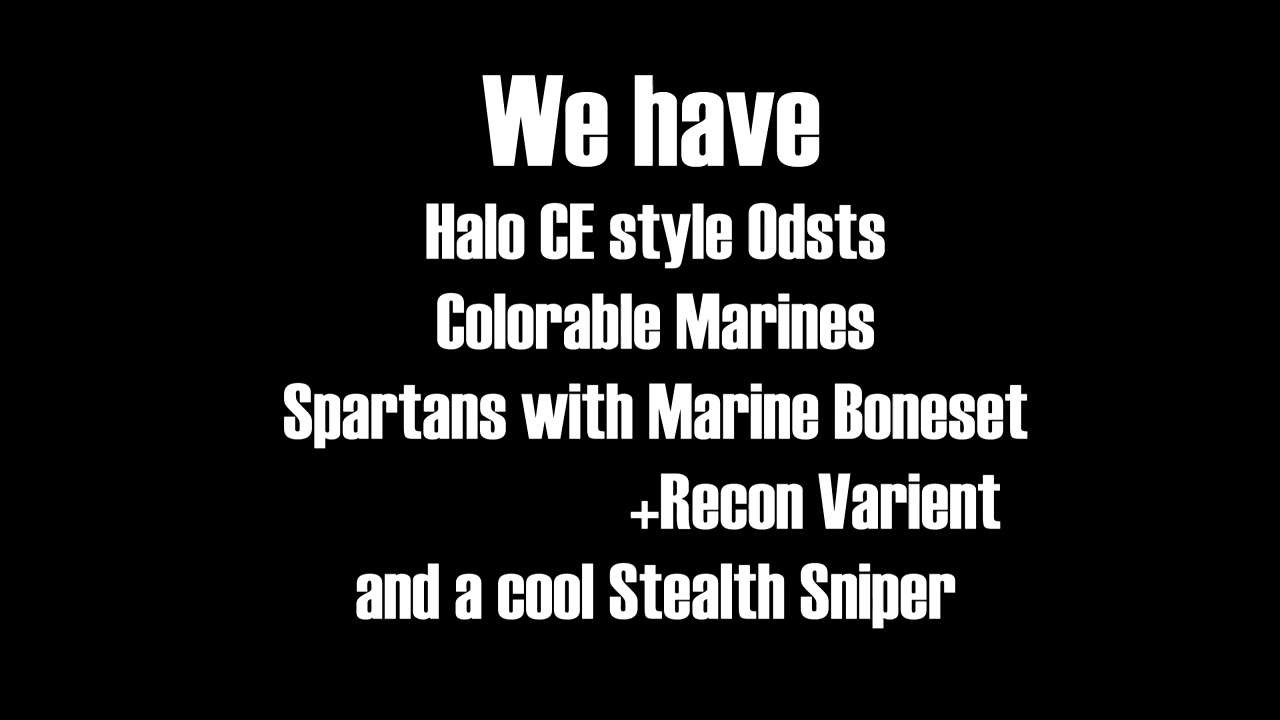 We have
Halo CE style Odsts
Colorable Marines
Spartans with Marine Boneset
+Recon Varient
and a cool Stealth Sniper